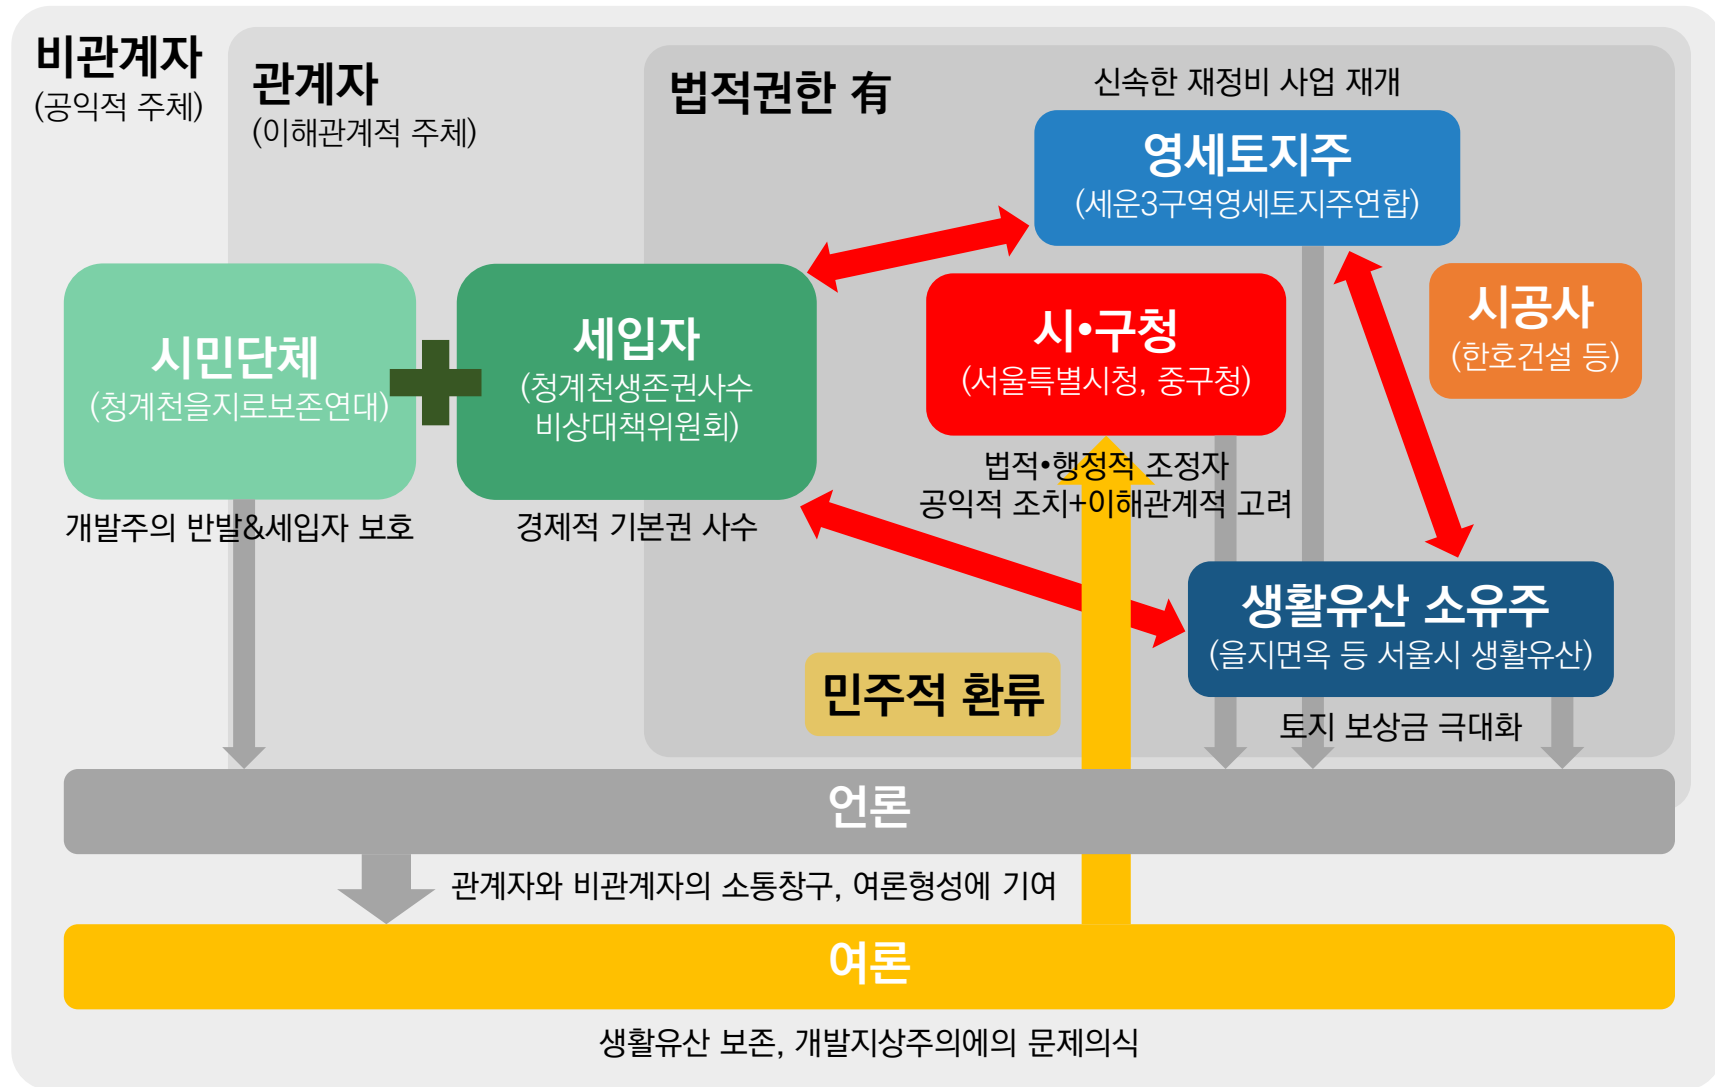 비관계자
(공익적 주체)
관계자
(이해관계적 주체)
법적권한 有
신속한 재정비 사업 재개
영세토지주
(세운3구역영세토지주연합)
시민단체
(청계천을지로보존연대)
개발주의 반발&세입자 보호
세입자
(청계천생존권사수
비상대책위원회)
경제적 기본권 사수
시•구청
(서울특별시청, 중구청)
법적•행정적 조정자
공익적 조치+이해관계적 고려
시공사
(한호건설 등)
생활유산 소유주
(을지면옥 등 서울시 생활유산)
토지 보상금 극대화
민주적 환류
언론
관계자와 비관계자의 소통창구, 여론형성에 기여
여론
생활유산 보존, 개발지상주의에의 문제의식